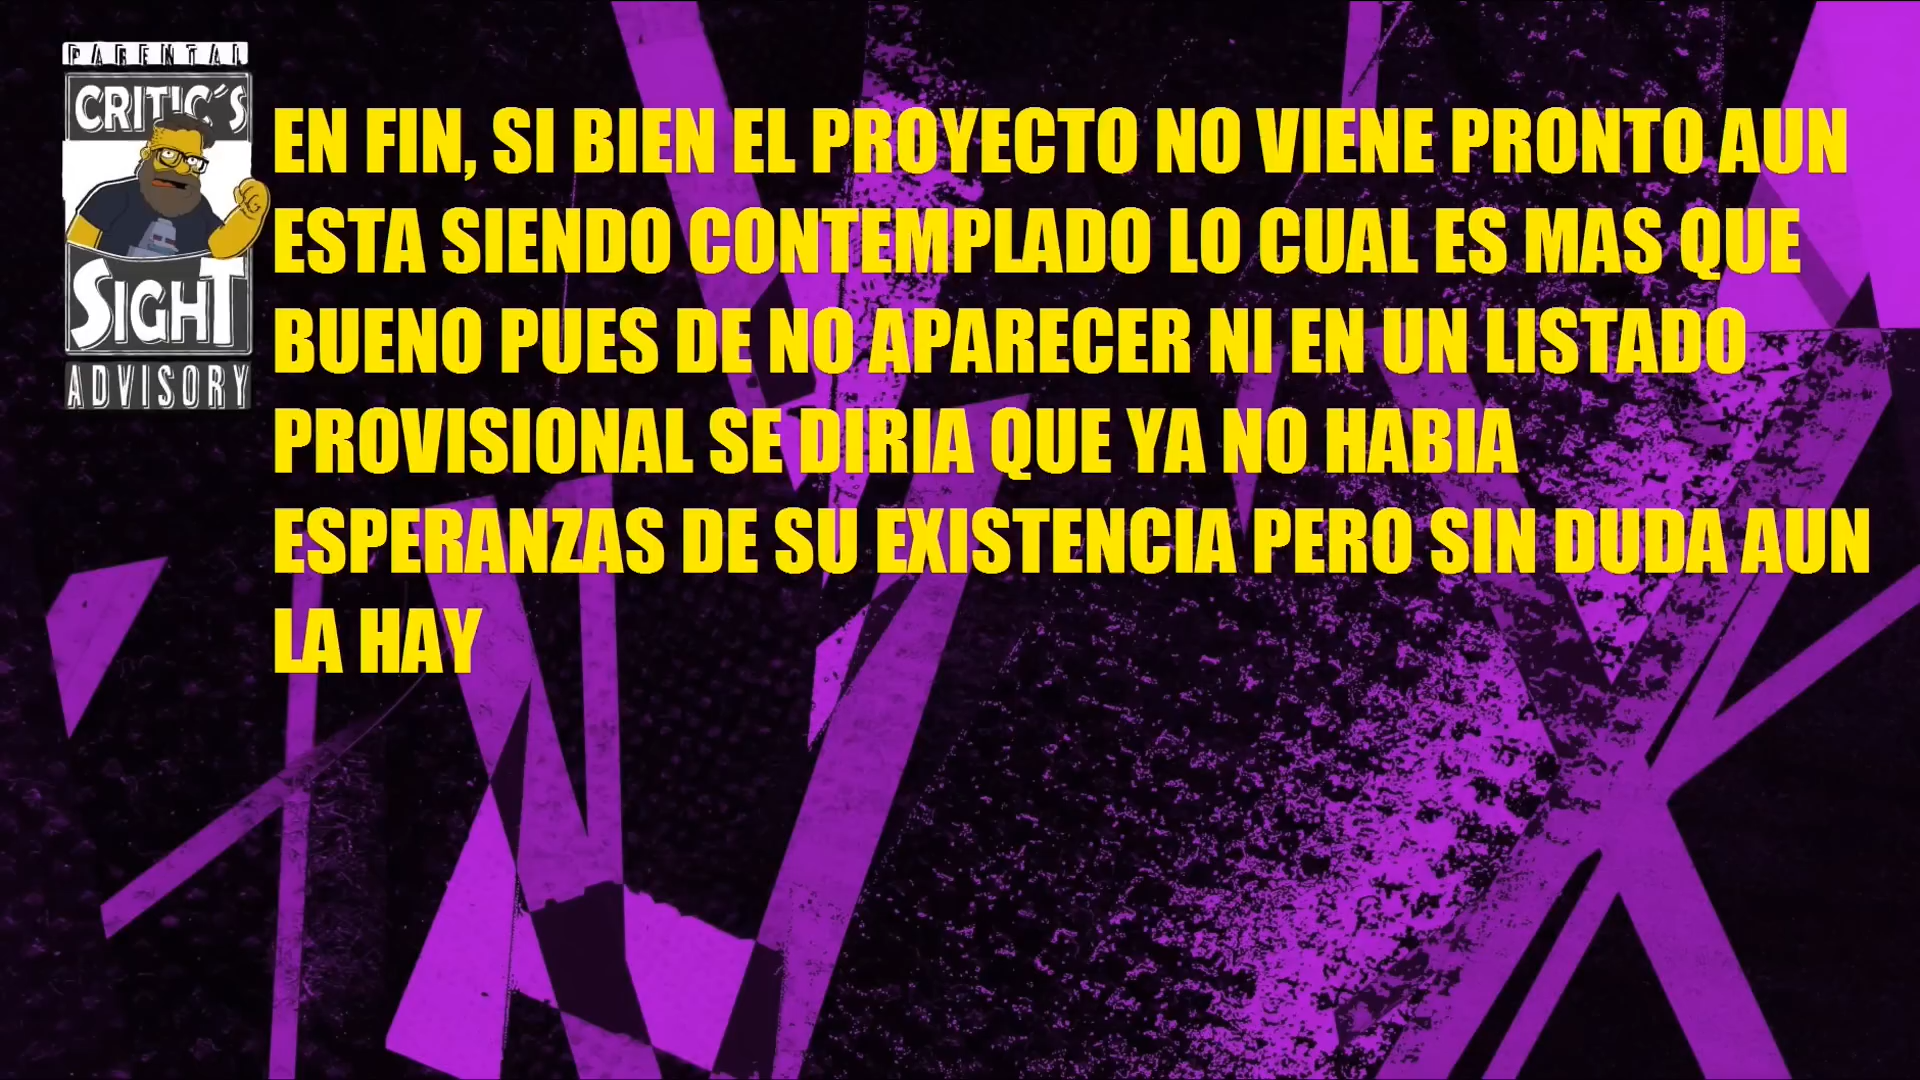 PARENTAL
CRITIC´S
SIGHT
ADVISORY
EN FIN, SI BIEN EL PROYECTO NO VIENE PRONTO AUN
ESTA SIENDO CONTEMPLADO LO CUAL ES MAS QUE
BUENO PUES DE NO APARECER NI EN UN LISTADO
PROVISIONAL SE DIRIA QUE YA NO HABIA
ESPERANZAS DE SU EXISTENCIA PERO SIN DUDA AUN
LA HAY